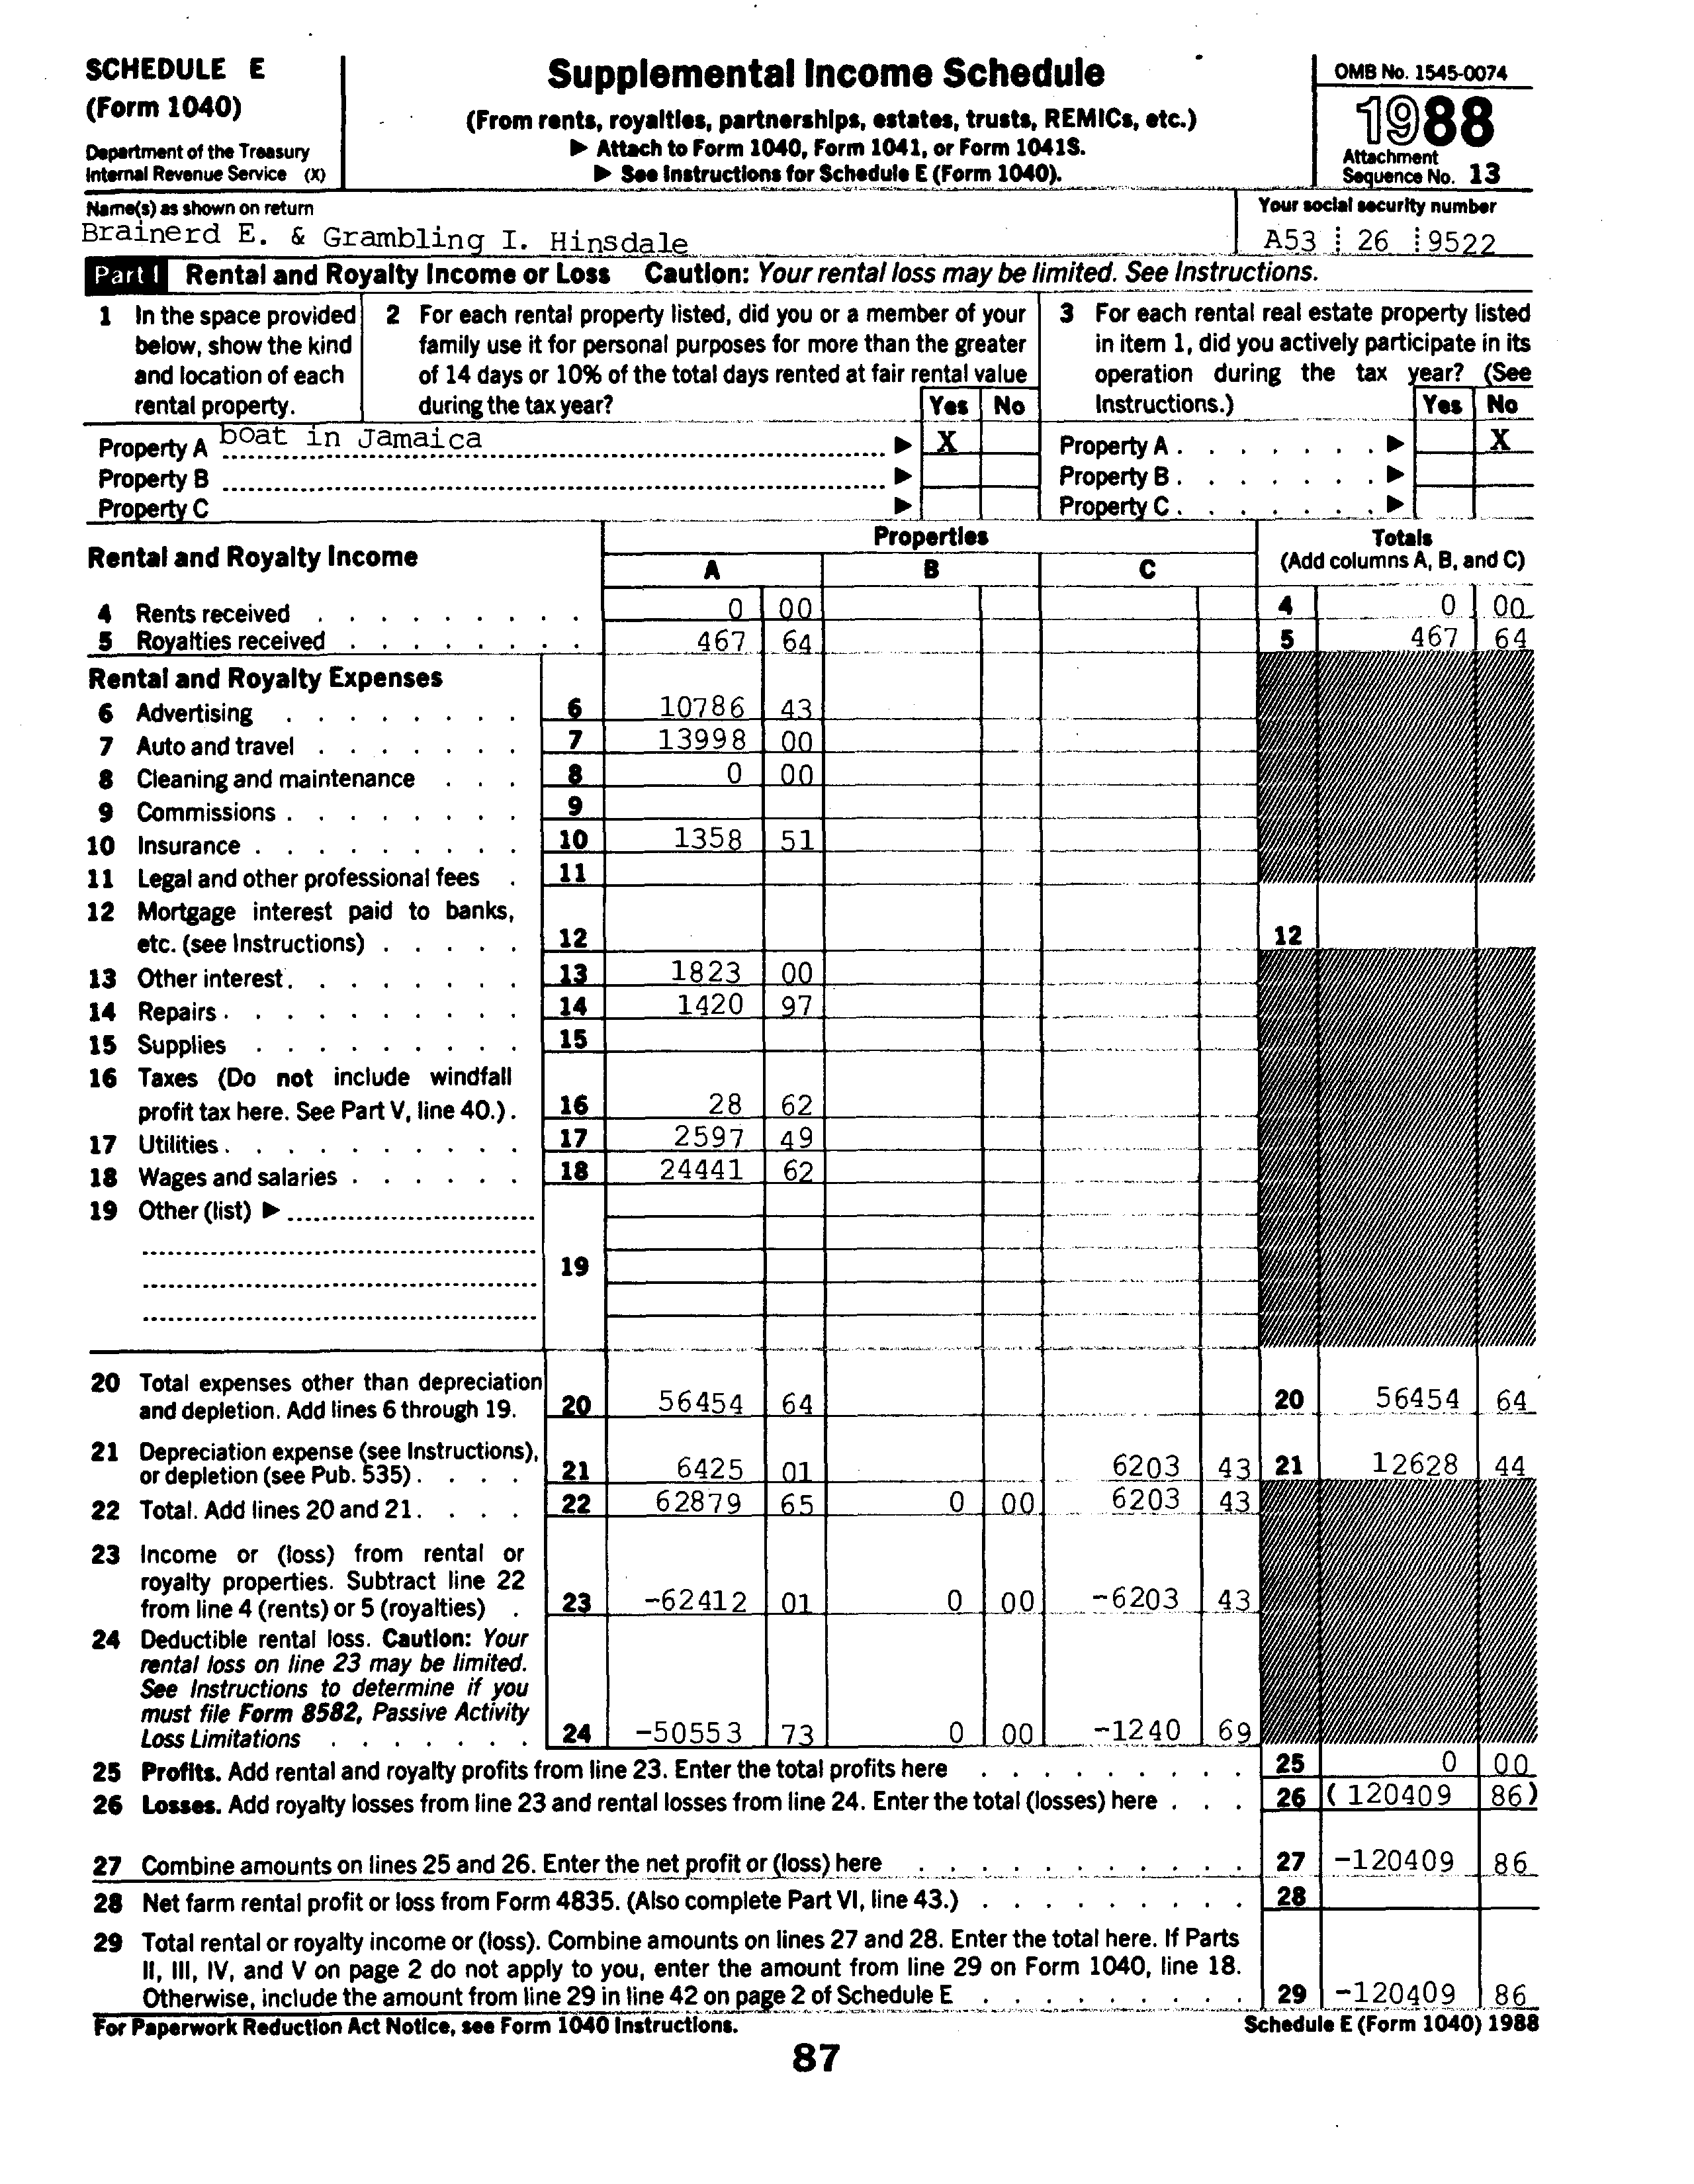 SCHEDULE E
(Form 1040)
Department of the Treasury
Internal Revenue Service (X)
Supplemental Income Schedule
(From rents, royalties, partnerships, estates, trusts, REMICs, etc.)
▶ Attach to Form 1040, Form 1041, or Form 1041S.
▶ See Instructions for Schedule E (Form 1040).
OMB No. 1545-0074
1988
Attachment
Sequence No. 13
Name(s) as shown on return
Brainerd E. & Grambling I. Hinsdale
Your social security number
A53 26 9522
Part I Rental and Royalty Income or Loss Caution: Your rental loss may be limited. See Instructions.
1 In the space provided
below, show the kind
and location of each
rental property.
2 For each rental property listed, did you or a member of your
family use it for personal purposes for more than the greater
of 14 days or 10% of the total days rented at fair rental value
during the tax year? Yes No
3 For each rental real estate property listed
in item 1, did you actively participate in its
operation during the tax year? (See
Instructions.) Yes No
Property A boat in Jamaica ▶ X
Property B ▶
Property C ▶
Property A ▶ X
Property B ▶
Property C ▶
Rental and Royalty Income
Properties
A B C
Totals
(Add columns A, B, and C)
4 Rents received 0 00 4 0 00
5 Royalties received 467 64 5 467 64
Rental and Royalty Expenses
6 Advertising 6 10786 43
7 Auto and travel 7 13998 00
8 Cleaning and maintenance 8 0 00
9 Commissions 9
10 Insurance 10 1358 51
11 Legal and other professional fees 11
12 Mortgage interest paid to banks,
etc. (see Instructions) 12 12
13 Other interest 13 1823 00
14 Repairs 14 1420 97
15 Supplies 15
16 Taxes (Do not include windfall
profit tax here. See Part V, line 40.) 16 28 62
17 Utilities 17 2597 49
18 Wages and salaries 18 24441 62
19 Other (list) ▶
19
20 Total expenses other than depreciation
and depletion. Add lines 6 through 19. 20 56454 64 20 56454 64
21 Depreciation expense (see Instructions),
or depletion (see Pub. 535) 21 6425 01 6203 43 21 12628 44
22 Total. Add lines 20 and 21 22 62879 65 0 00 6203 43
23 Income or (loss) from rental or
royalty properties. Subtract line 22
from line 4 (rents) or 5 (royalties) 23 -62412 01 0 00 -6203 43
24 Deductible rental loss. Caution: Your
rental loss on line 23 may be limited.
See Instructions to determine if you
must file Form 8582, Passive Activity
Loss Limitations 24 -50553 73 0 00 -1240 69
25 Profits. Add rental and royalty profits from line 23. Enter the total profits here 25 0 00
26 Losses. Add royalty losses from line 23 and rental losses from line 24. Enter the total (losses) here 26 (120409 86)
27 Combine amounts on lines 25 and 26. Enter the net profit or (loss) here 27 -120409 86
28 Net farm rental profit or loss from Form 4835. (Also complete Part VI, line 43.) 28
29 Total rental or royalty income or (loss). Combine amounts on lines 27 and 28. Enter the total here. If Parts
II, III, IV, and V on page 2 do not apply to you, enter the amount from line 29 on Form 1040, line 18.
Otherwise, include the amount from line 29 in line 42 on page 2 of Schedule E 29 -120409 86
For Paperwork Reduction Act Notice, see Form 1040 Instructions.
Schedule E (Form 1040) 1988
87